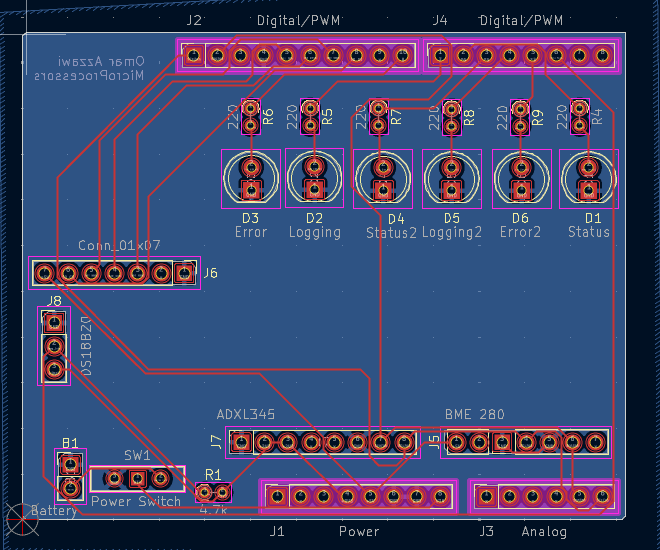 J2 Digital/PWM J4 Digital/PWM
Omar Azzawi
MicroProcessors
220 R6 220 R5 220 R7 220 R8 220 R9 220 R4
D3 D2 D4 D5 D6 D1
Error Logging Status2 Logging2 Error2 Status
Conn_01x07 J6
J8
DS18B20
ADXL345 BME 280
J7 J5
B1 SW1 R1
Battery Power Switch 4.7k
J1 Power J3 Analog